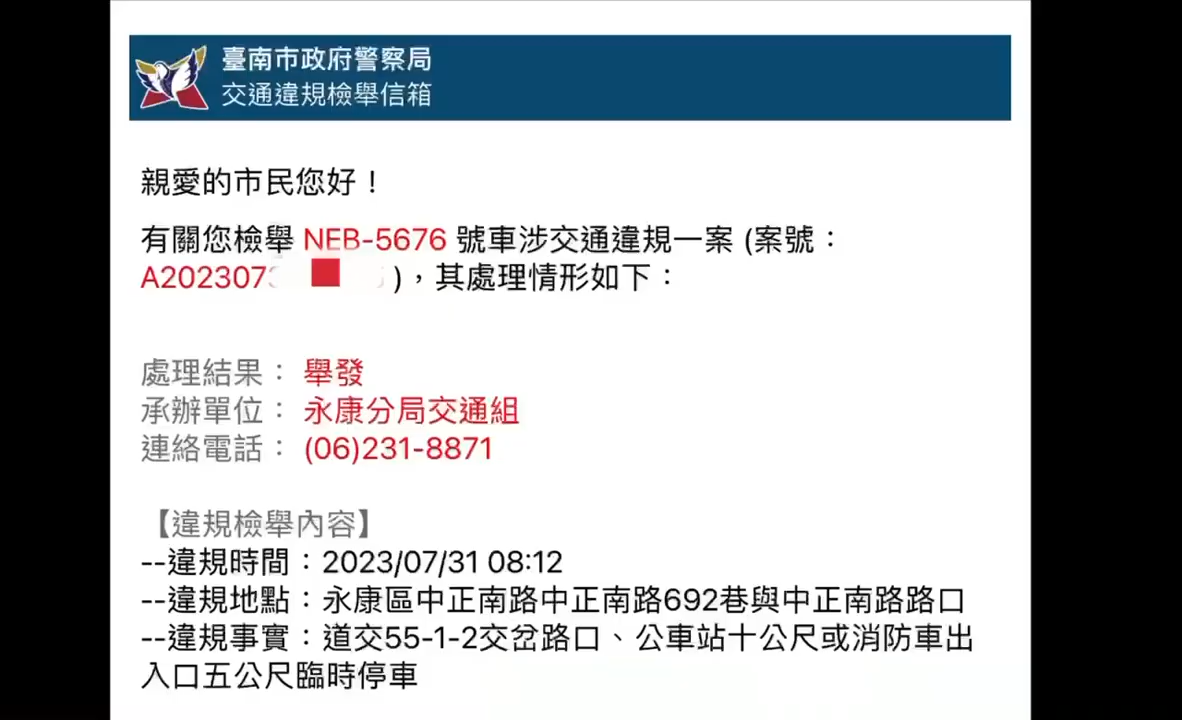 臺南市政府警察局
交通違規檢舉信箱
親愛的市民您好！
有關您檢舉 NEB-5676 號車涉交通違規一案 (案號：
A202307 )，其處理情形如下：
處理結果： 舉發
承辦單位： 永康分局交通組
連絡電話： (06)231-8871
【違規檢舉內容】
--違規時間：2023/07/31 08:12
--違規地點：永康區中正南路中正南路692巷與中正南路路口
--違規事實：道交55-1-2交岔路口、公車站十公尺或消防車出
入口五公尺臨時停車